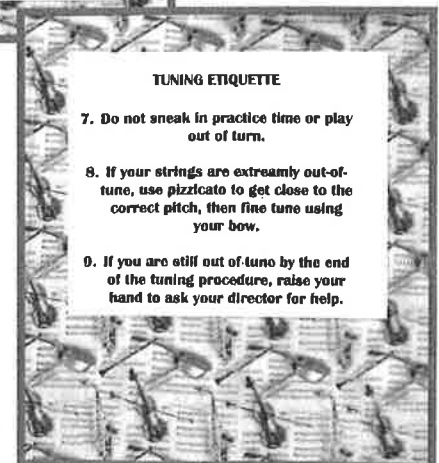 TUNING ETIQUETTE
7. Do not sneak in practice time or play
out of turn.
8. If your strings are extreamly out-of-
tune, use pizzicato to get close to the
correct pitch, then fine tune using
your bow.
9. If you are still out of-tune by the end
of the tuning procedure, raise your
hand to ask your director for help.